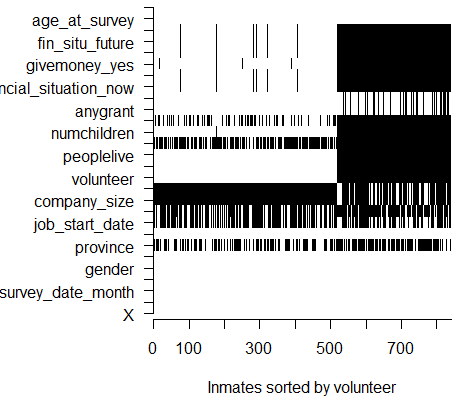 age_at_survey
fin_situ_future
givemoney_yes
ncial_situation_now
anygrant
numchildren
peoplelive
volunteer
company_size
job_start_date
province
gender
survey_date_month
X
0 100 300 500 700
Inmates sorted by volunteer